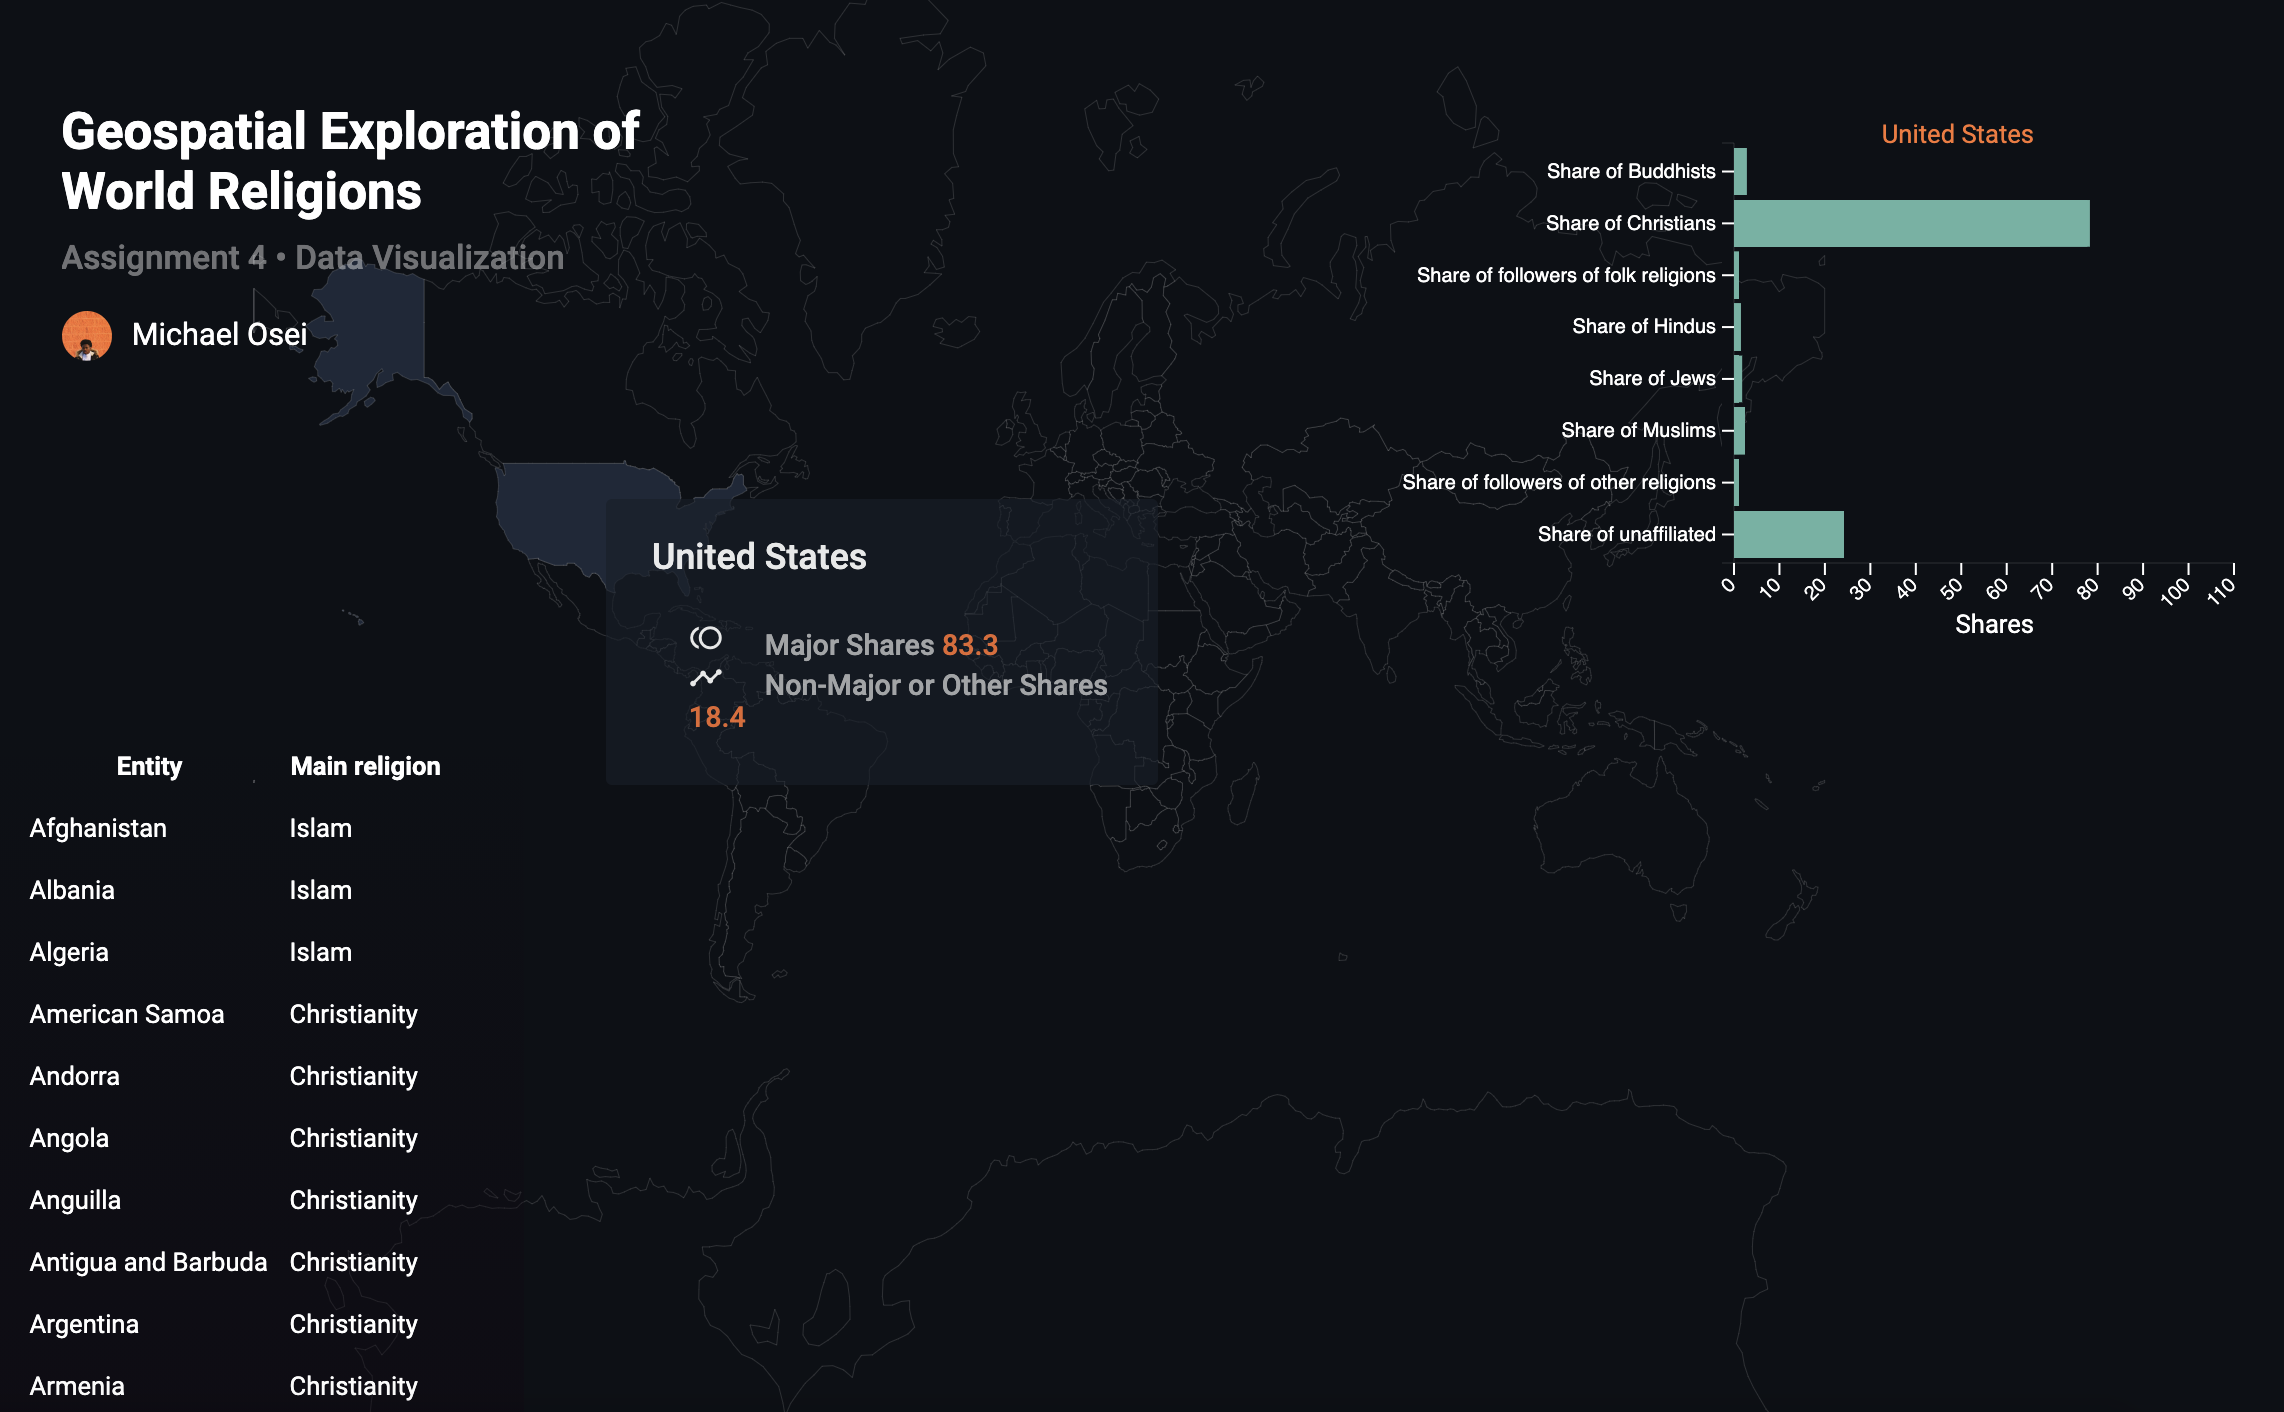 Geospatial Exploration of
World Religions
Assignment 4 • Data Visualization
Michael Osei
United States
Share of Buddhists
Share of Christians
Share of followers of folk religions
Share of Hindus
Share of Jews
Share of Muslims
Share of followers of other religions
Share of unaffiliated
0 10 20 30 40 50 60 70 80 90 100 110
Shares
United States
Major Shares 83.3
Non-Major or Other Shares
18.4
Entity Main religion
Afghanistan Islam
Albania Islam
Algeria Islam
American Samoa Christianity
Andorra Christianity
Angola Christianity
Anguilla Christianity
Antigua and Barbuda Christianity
Argentina Christianity
Armenia Christianity